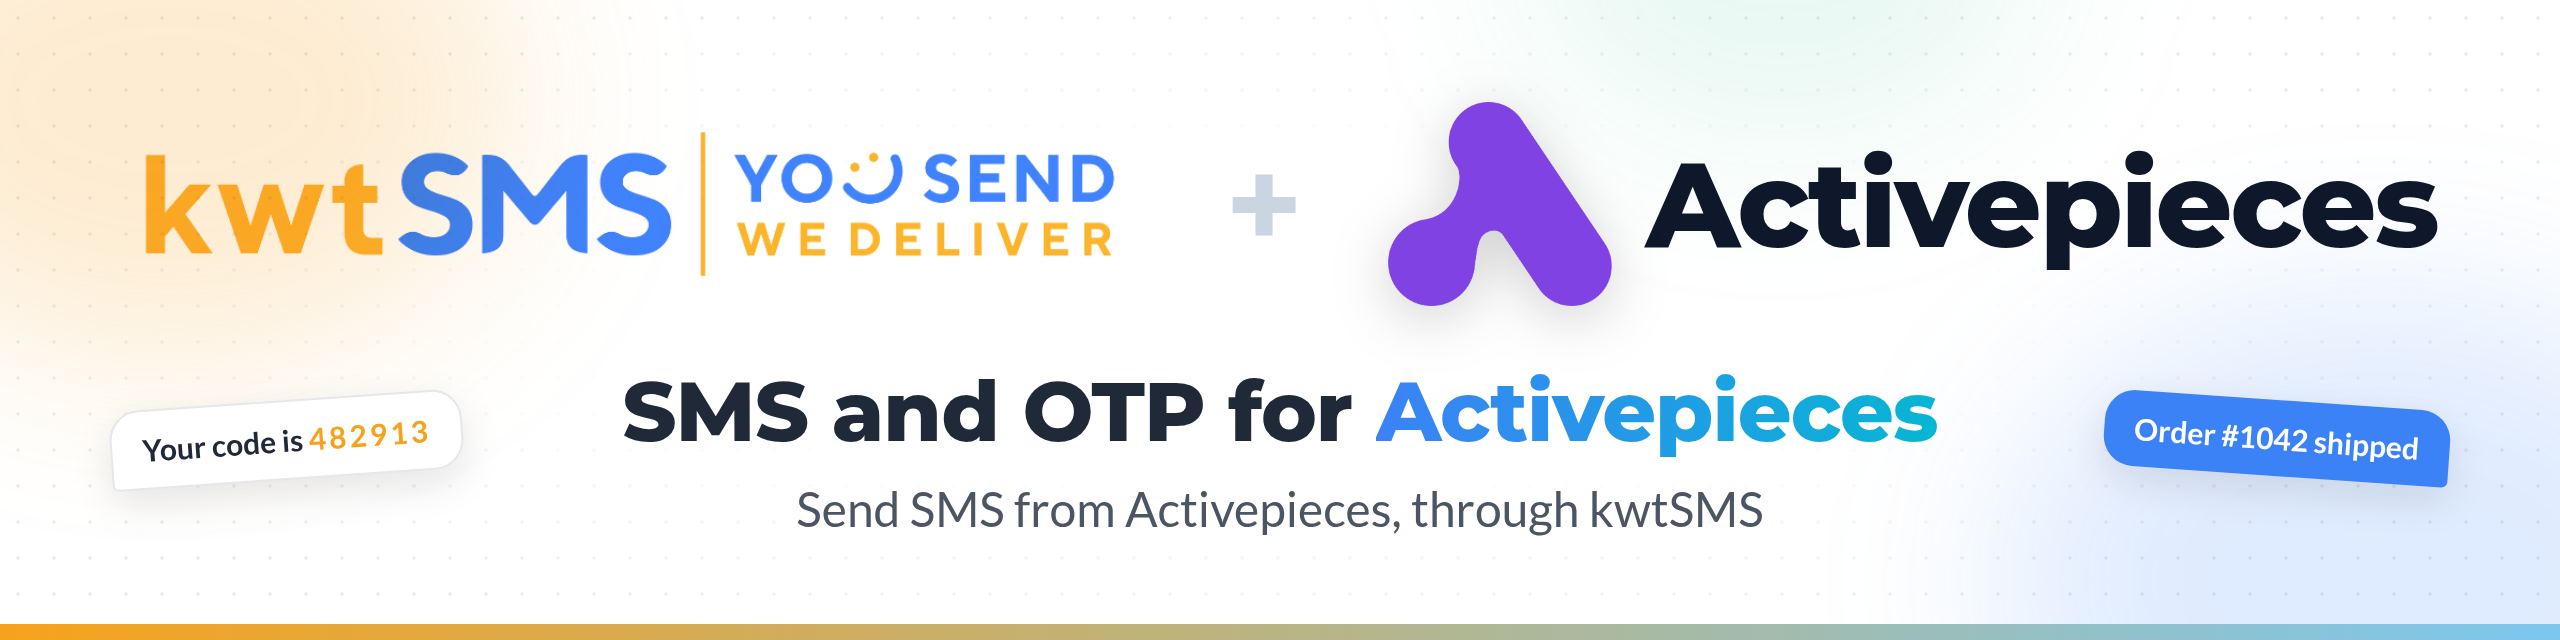 kwtSMS
YOU SEND
WE DELIVER
+
Activepieces
SMS and OTP for Activepieces
Your code is 482913
Order #1042 shipped
Send SMS from Activepieces, through kwtSMS